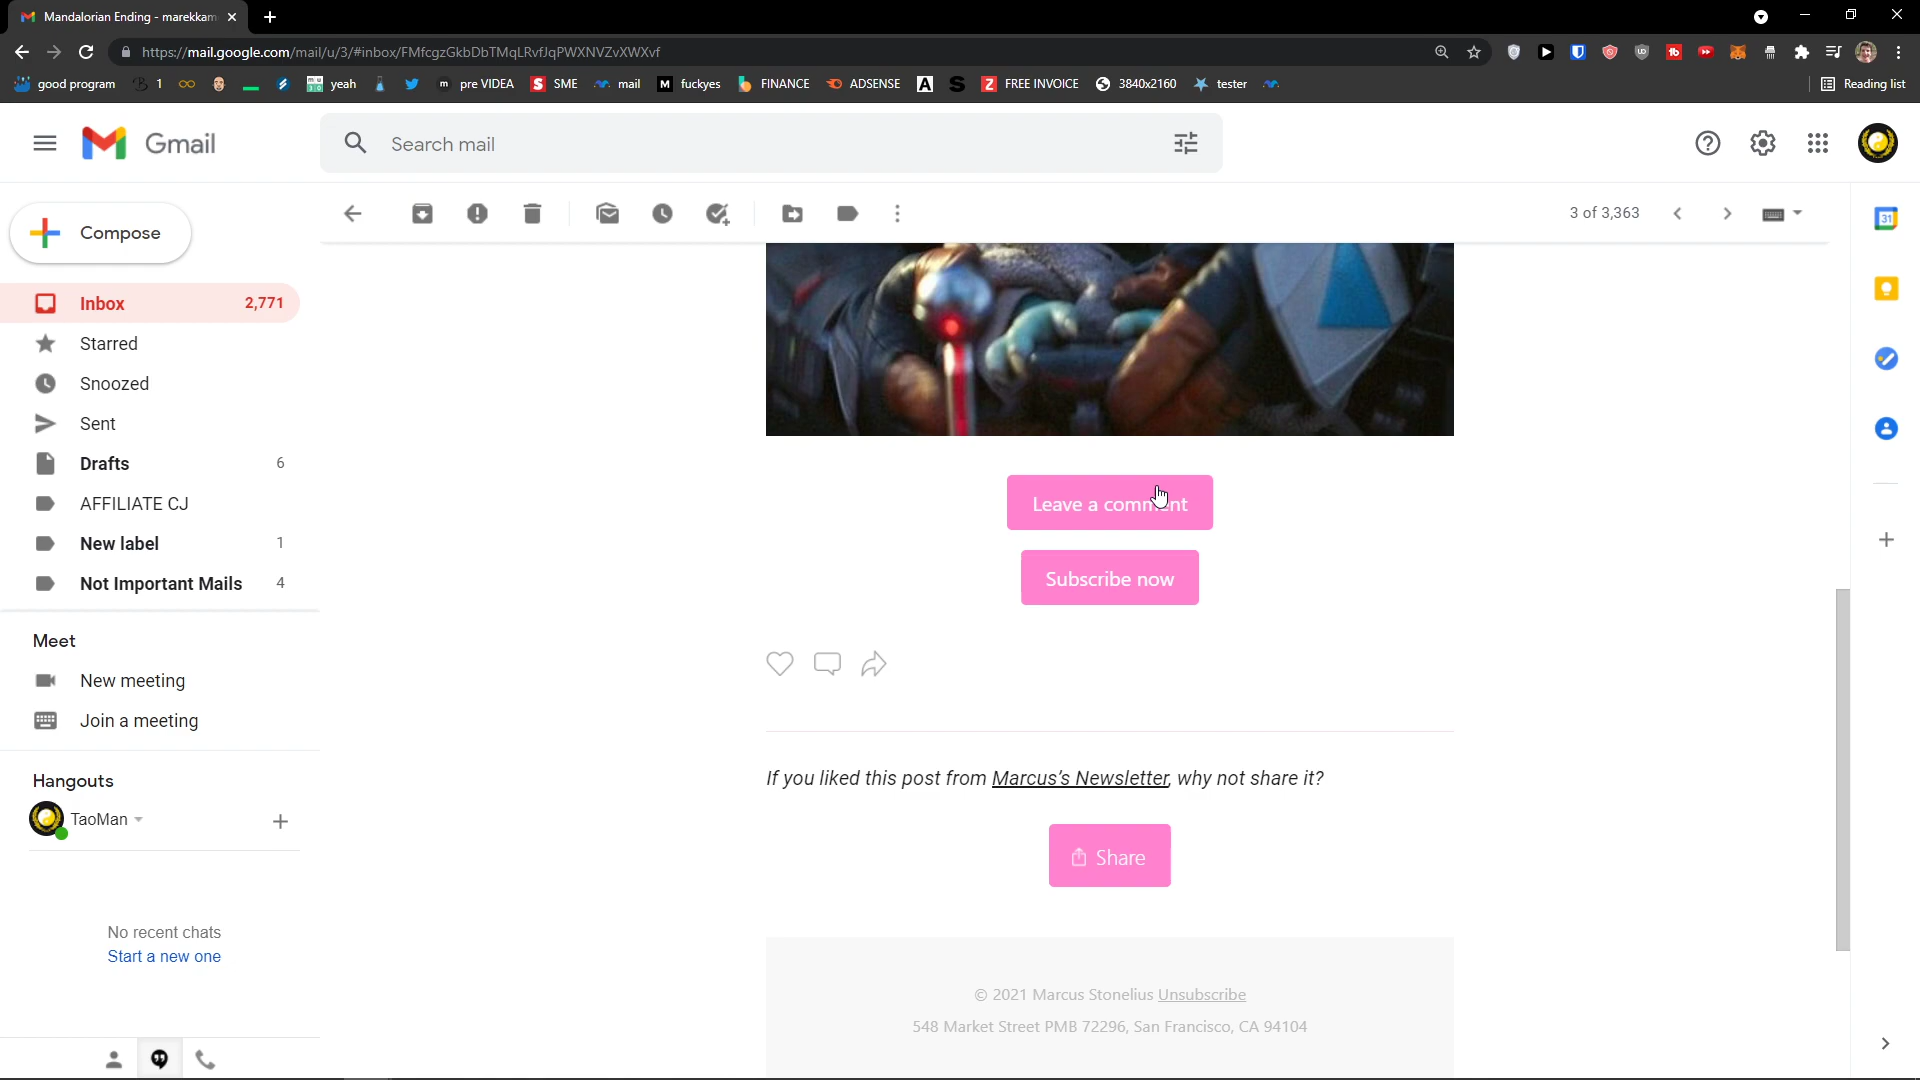 Mandalorian Ending - marekkam
https://mail.google.com/mail/u/3/#inbox/FMfcgzGkbDbTMqLRvfJqPWXNVZvXWXvf
good program 1 yeah pre VIDEA SME mail fuckyes FINANCE ADSENSE FREE INVOICE 3840x2160 tester Reading list
Gmail
Search mail
Compose
3 of 3,363
Inbox 2,771
Starred
Snoozed
Sent
Drafts 6
AFFILIATE CJ
New label 1
Not Important Mails 4
Meet
New meeting
Join a meeting
Hangouts
TaoMan
No recent chats
Start a new one
Leave a comment
Subscribe now
If you liked this post from Marcus's Newsletter, why not share it?
Share
© 2021 Marcus Stonelius Unsubscribe
548 Market Street PMB 72296, San Francisco, CA 94104